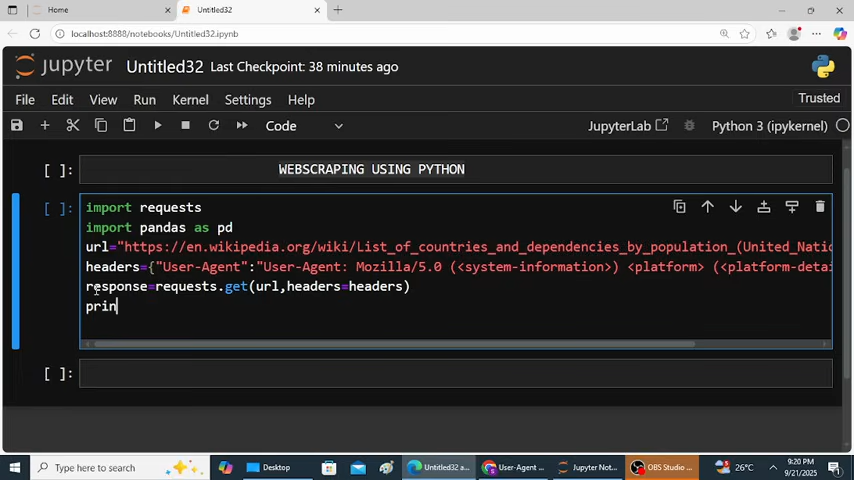 Home
Untitled32
localhost:8888/notebooks/Untitled32.ipynb
jupyter Untitled32 Last Checkpoint: 38 minutes ago
File Edit View Run Kernel Settings Help
Trusted
Code
JupyterLab
Python 3 (ipykernel)
[ ]: WEBSCRAPING USING PYTHON
[ ]: import requests
import pandas as pd
url="https://en.wikipedia.org/wiki/List_of_countries_and_dependencies_by_population_(United_Natio
headers={"User-Agent":"User-Agent: Mozilla/5.0 (<system-information>) <platform> (<platform-detai
response=requests.get(url,headers=headers)
prin
[ ]:
Type here to search
Desktop
Untitled32 a...
User-Agent ...
Jupyter Not...
OBS Studio ...
26°C
9:20 PM
9/21/2025